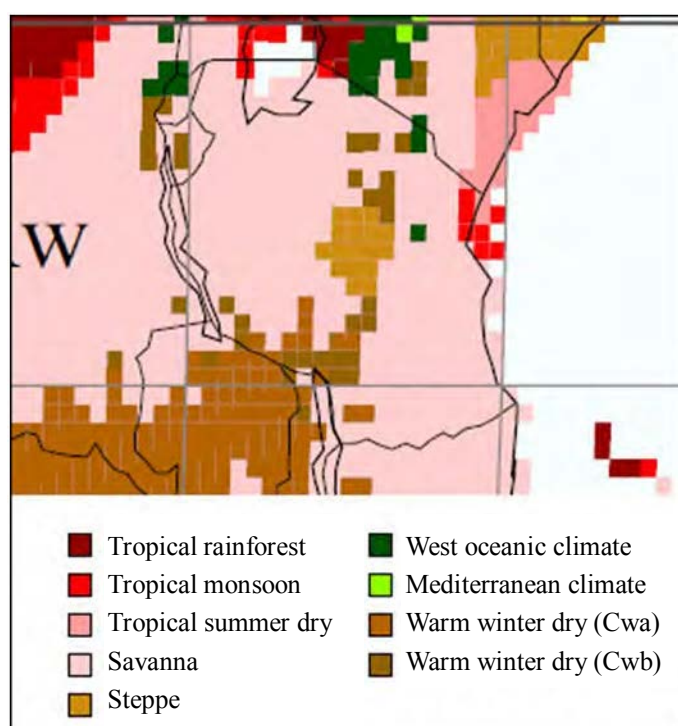 W
Tropical rainforest
Tropical monsoon
Tropical summer dry
Savanna
Steppe
West oceanic climate
Mediterranean climate
Warm winter dry (Cwa)
Warm winter dry (Cwb)